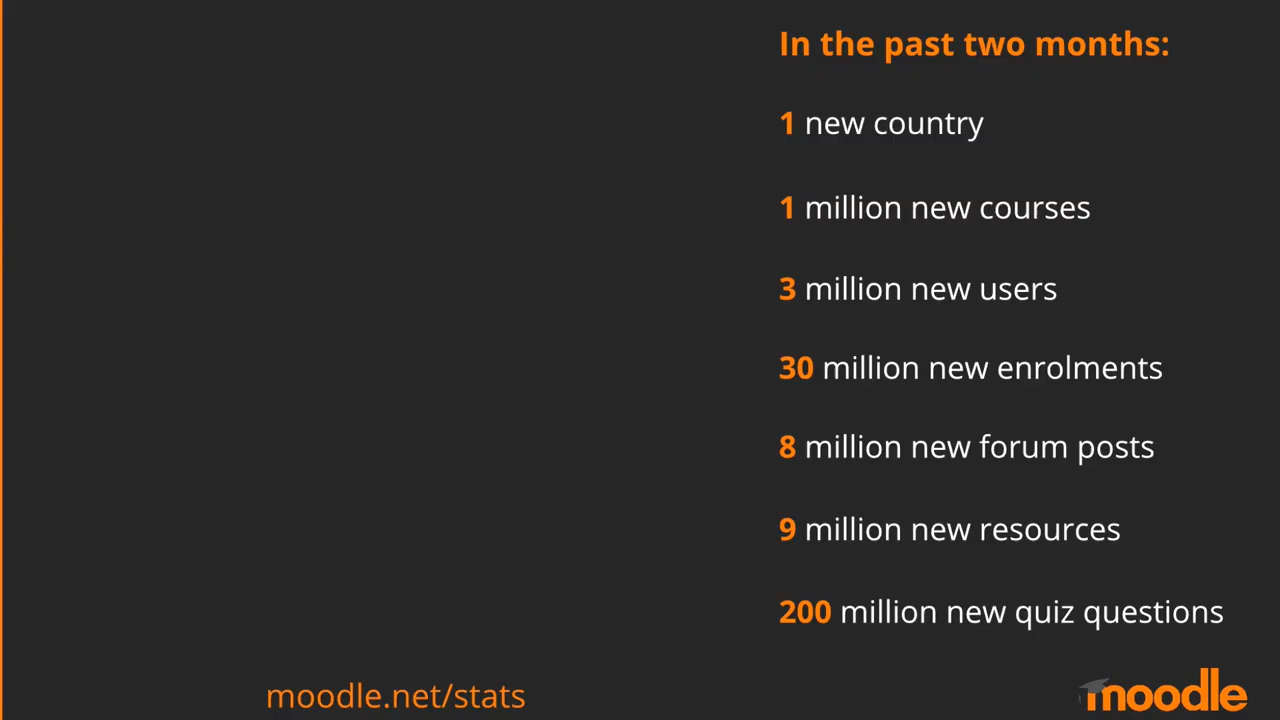 In the past two months:
1 new country
1 million new courses
3 million new users
30 million new enrolments
8 million new forum posts
9 million new resources
200 million new quiz questions
moodle.net/stats
moodle